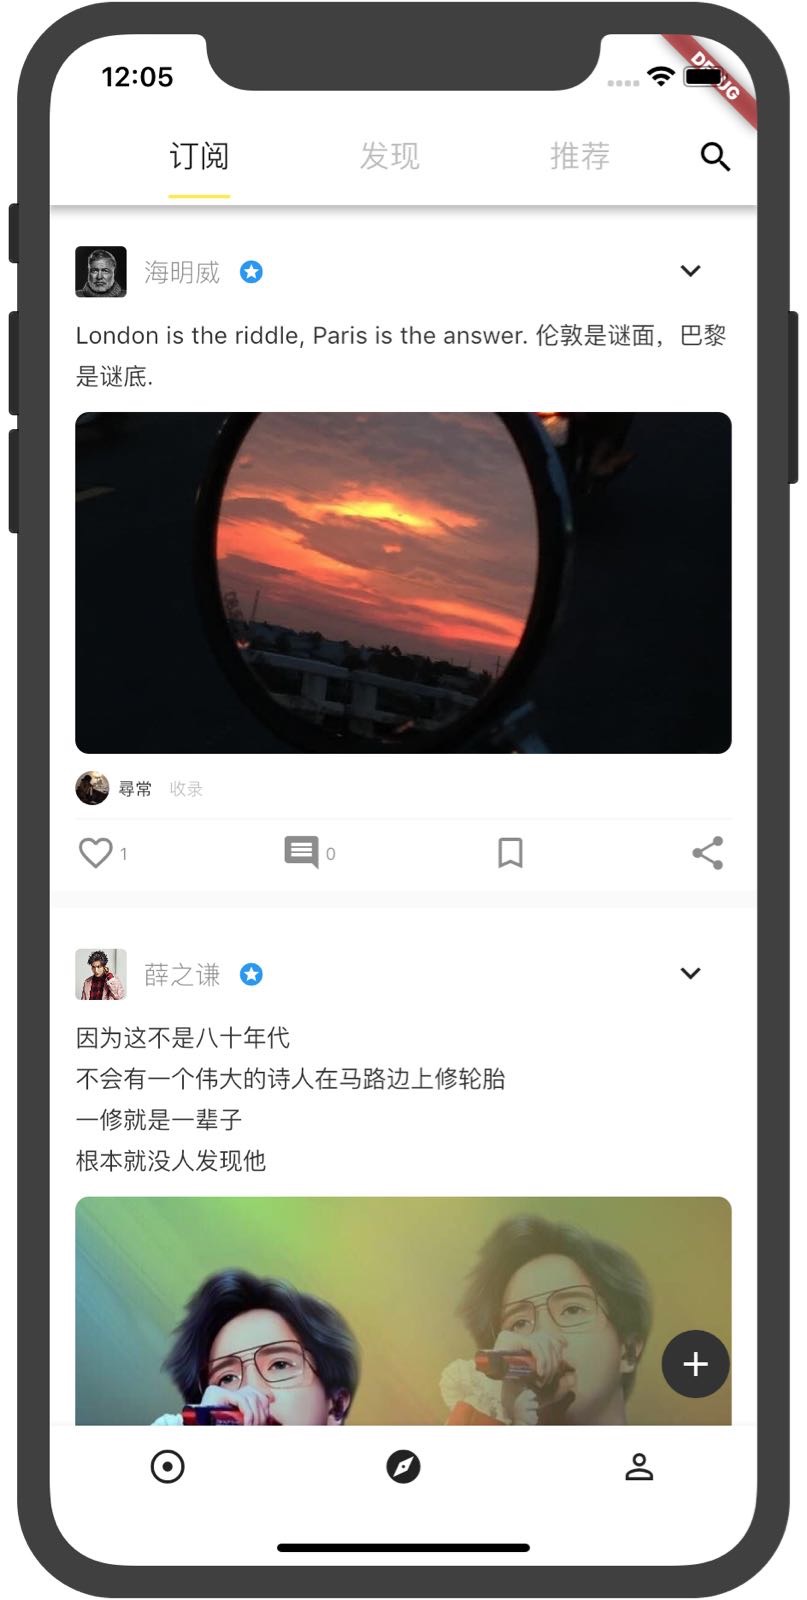 12:05
DEBUG
订阅 发现 推荐
海明威
London is the riddle, Paris is the answer. 伦敦是谜面，巴黎
是谜底.
尋常 收录
1 0
薛之谦
因为这不是八十年代
不会有一个伟大的诗人在马路边上修轮胎
一修就是一辈子
根本就没人发现他